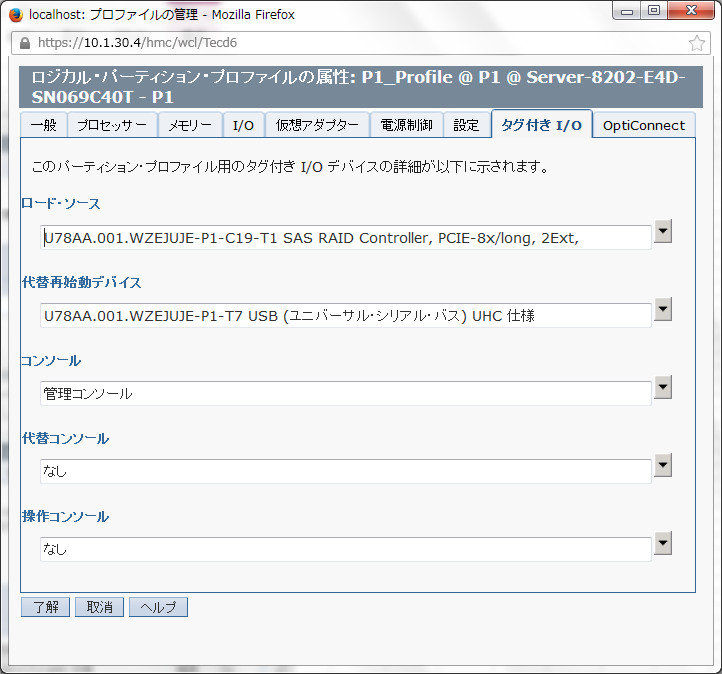 localhost: プロファイルの管理 - Mozilla Firefox
https://10.1.30.4/hmc/wcl/Tecd6
ロジカル・パーティション・プロファイルの属性: P1_Profile @ P1 @ Server-8202-E4D-
SN069C40T - P1
一般 プロセッサー メモリー I/O 仮想アダプター 電源制御 設定 タグ付き I/O OptiConnect
このパーティション・プロファイル用のタグ付き I/O デバイスの詳細が以下に示されます。
ロード・ソース
U78AA.001.WZEJUJE-P1-C19-T1 SAS RAID Controller, PCIE-8x/long, 2Ext,
代替再始動デバイス
U78AA.001.WZEJUJE-P1-T7 USB (ユニバーサル・シリアル・バス) UHC 仕様
コンソール
管理コンソール
代替コンソール
なし
操作コンソール
なし
了解 取消 ヘルプ